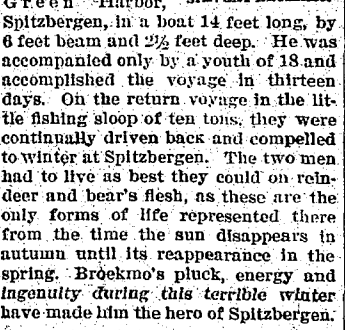 Green Harbor,
Spitzbergen, in a boat 14 feet long, by
6 feet beam and 2½ feet deep. He was
accompanied only by a youth of 18 and
accomplished the voyage in thirteen
days. On the return voyage in the lit-
tle fishing sloop of ten tons, they were
continually driven back and compelled
to winter at Spitzbergen. The two men
had to live as best they could on rein-
deer and bear's flesh, as these are the
only forms of life represented there
from the time the sun disappears in
autumn until its reappearance in the
spring. Broekmo's pluck, energy and
ingenuity during this terrible winter
have made him the hero of Spitzbergen.